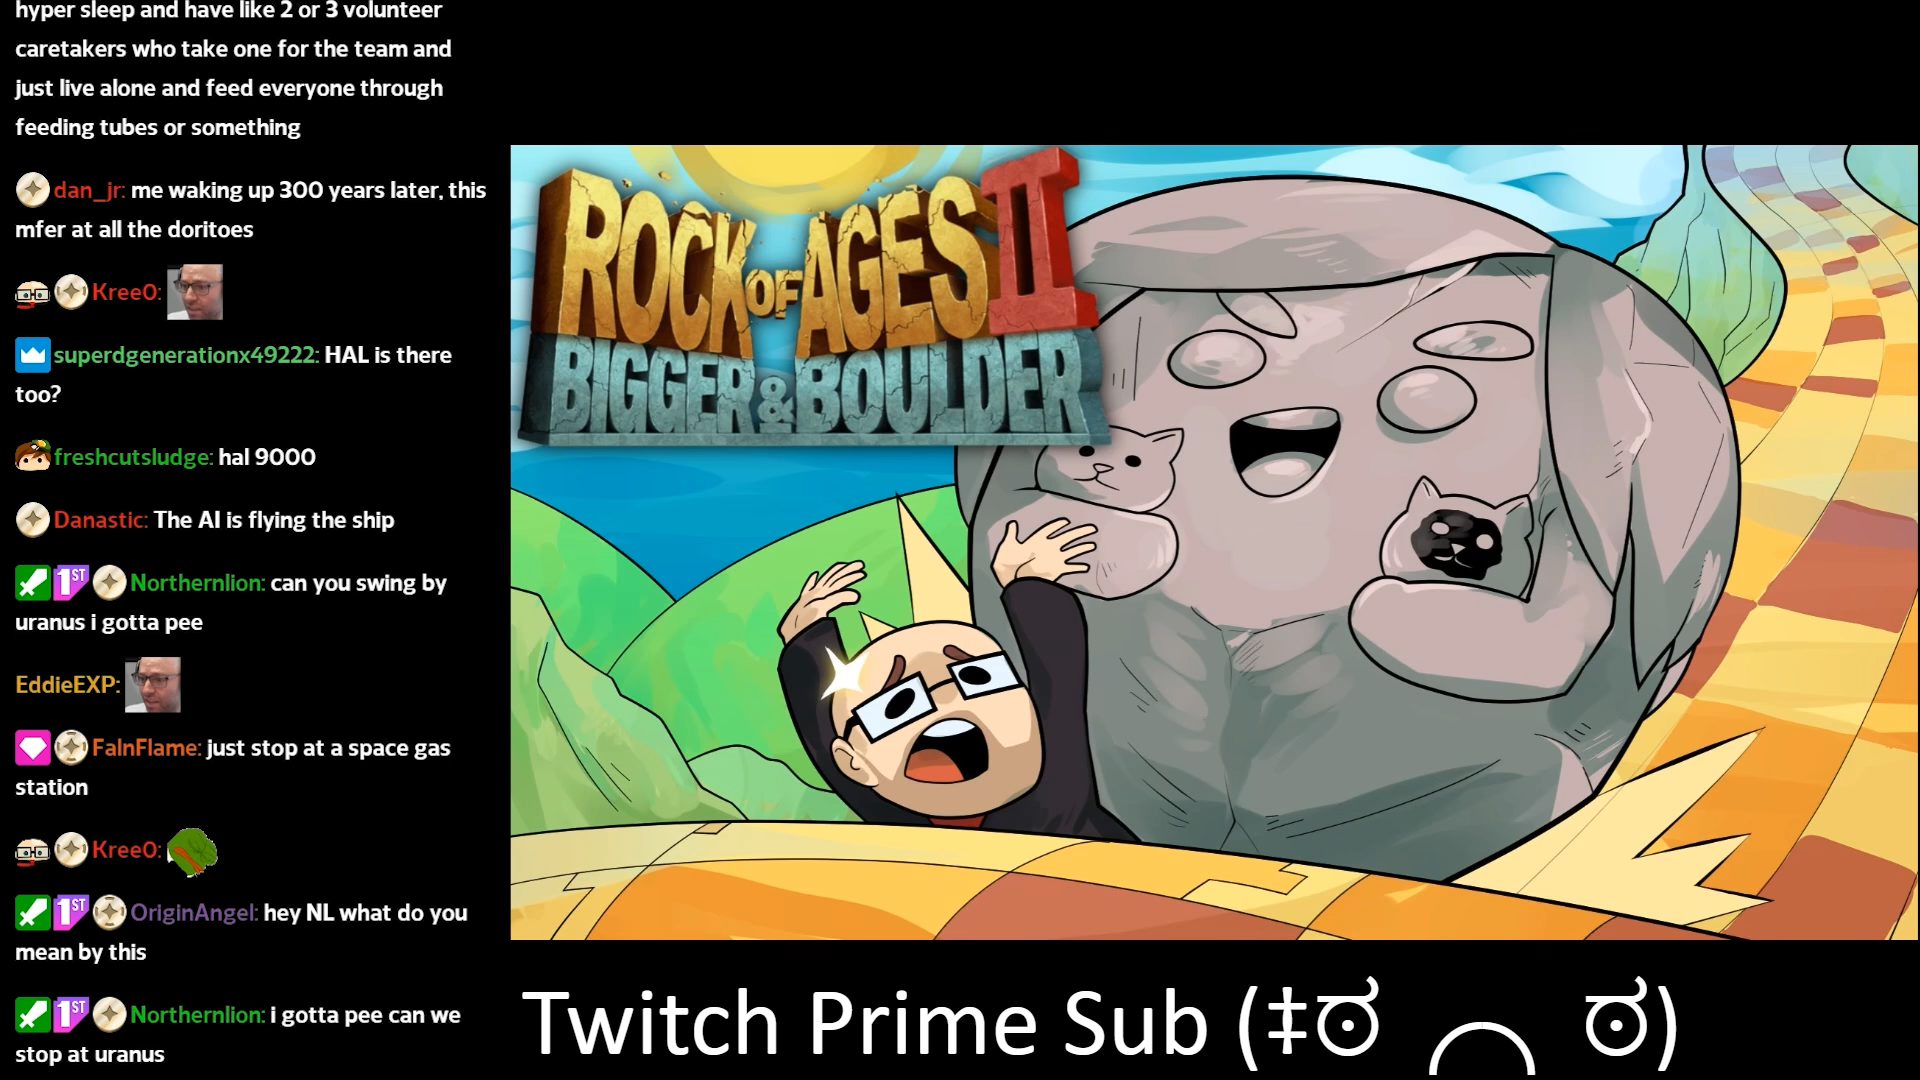 hyper sleep and have like 2 or 3 volunteer
caretakers who take one for the team and
just live alone and feed everyone through
feeding tubes or something
dan_jr: me waking up 300 years later, this
mfer at all the doritoes
KreeO:
superdgenerationx49222: HAL is there
too?
freshcutsludge: hal 9000
Danastic: The AI is flying the ship
1ST Northernlion: can you swing by
uranus i gotta pee
EddieEXP:
FalnFlame: just stop at a space gas
station
KreeO:
1ST OriginAngel: hey NL what do you
mean by this
1ST Northernlion: i gotta pee can we
stop at uranus
ROCK OF AGES II
BIGGER & BOULDER
Twitch Prime Sub (‡ಠ ⁔ ಠ)